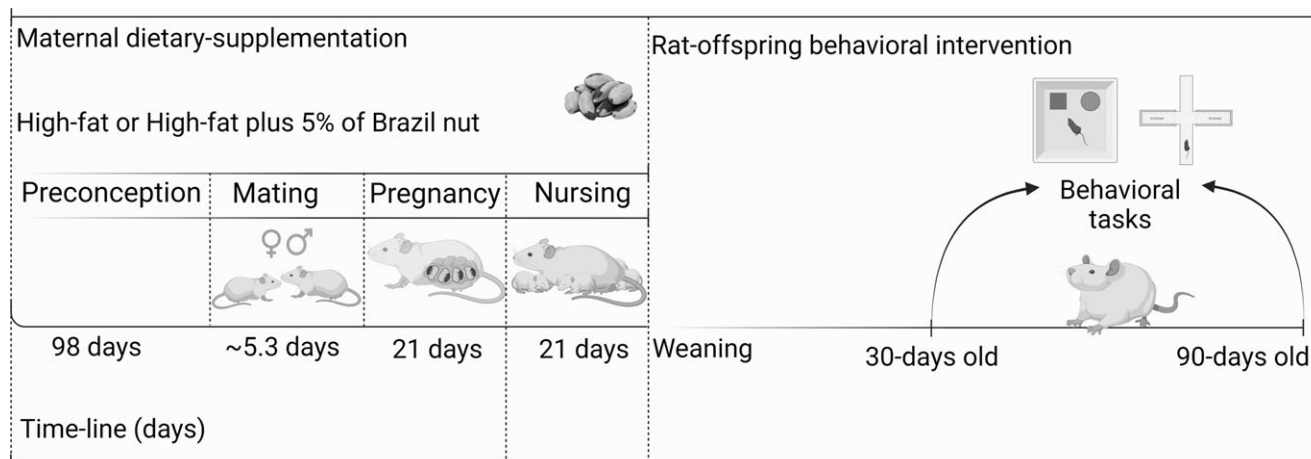 Maternal dietary-supplementation
Rat-offspring behavioral intervention
High-fat or High-fat plus 5% of Brazil nut
Preconception
Mating
Pregnancy
Nursing
Behavioral
tasks
98 days
~5.3 days
21 days
21 days
Weaning
30-days old
90-days old
Time-line (days)